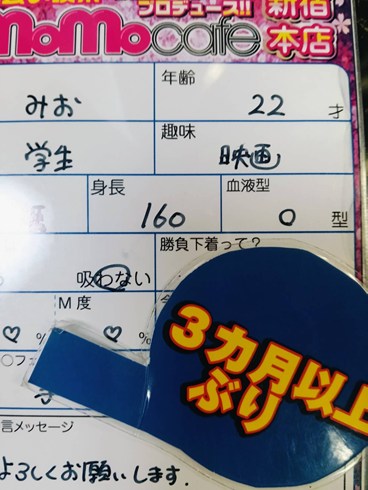 プロデュース!! 新宿
MoMocafe 本店
年齢
みお 22 才
趣味
学生 映画
身長 血液型
160 O 型
勝負下着って?
吸わない
M度
♡ % ♡ %
3カ月以上
ぶり
言メッセージ
よろしくお願いします.